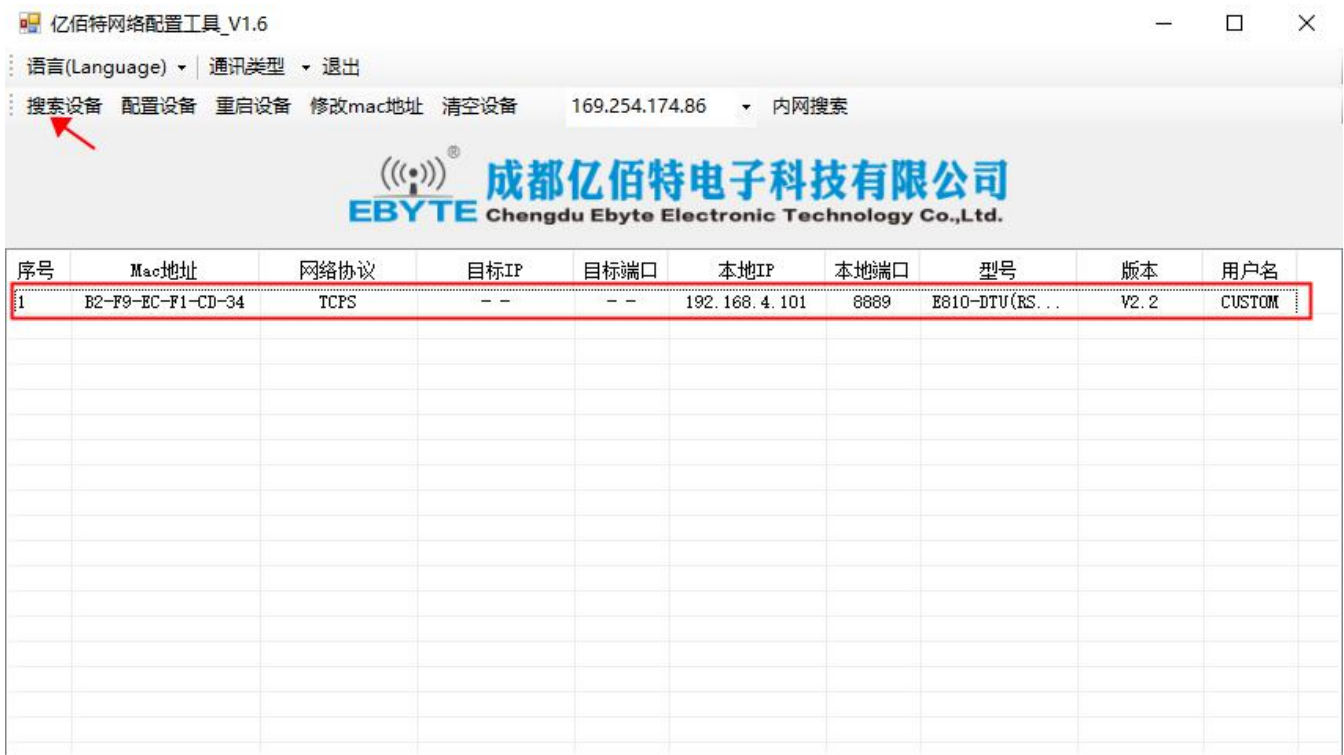 亿佰特网络配置工具_V1.6
语言(Language) 通讯类型 退出
搜索设备 配置设备 重启设备 修改mac地址 清空设备 169.254.174.86 内网搜索
® 成都亿佰特电子科技有限公司
EBYTE Chengdu Ebyte Electronic Technology Co.,Ltd.
序号 Mac地址 网络协议 目标IP 目标端口 本地IP 本地端口 型号 版本 用户名
1 B2-F9-EC-F1-CD-34 TCPS -- -- 192.168.4.101 8889 E810-DTU(RS... V2.2 CUSTOM